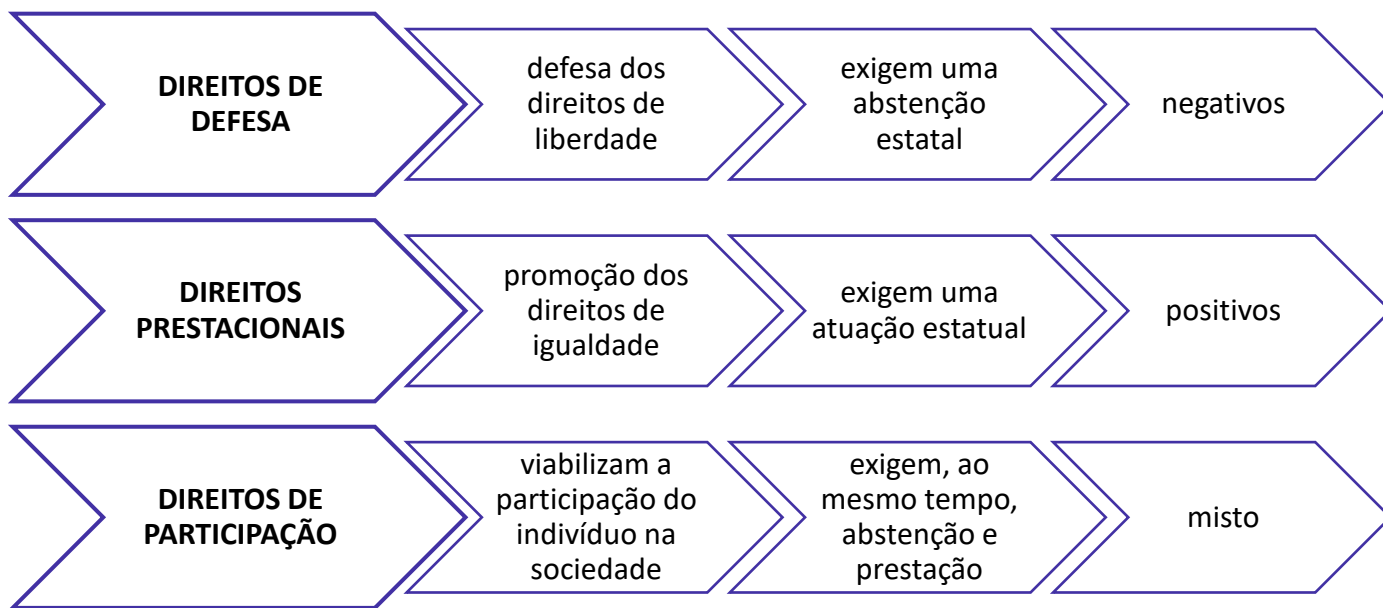 DIREITOS DE
DEFESA
defesa dos
direitos de
liberdade
exigem uma
abstenção
estatal
negativos
DIREITOS
PRESTACIONAIS
promoção dos
direitos de
igualdade
exigem uma
atuação estatual
positivos
DIREITOS DE
PARTICIPAÇÃO
viabilizam a
participação do
indivíduo na
sociedade
exigem, ao
mesmo tempo,
abstenção e
prestação
misto